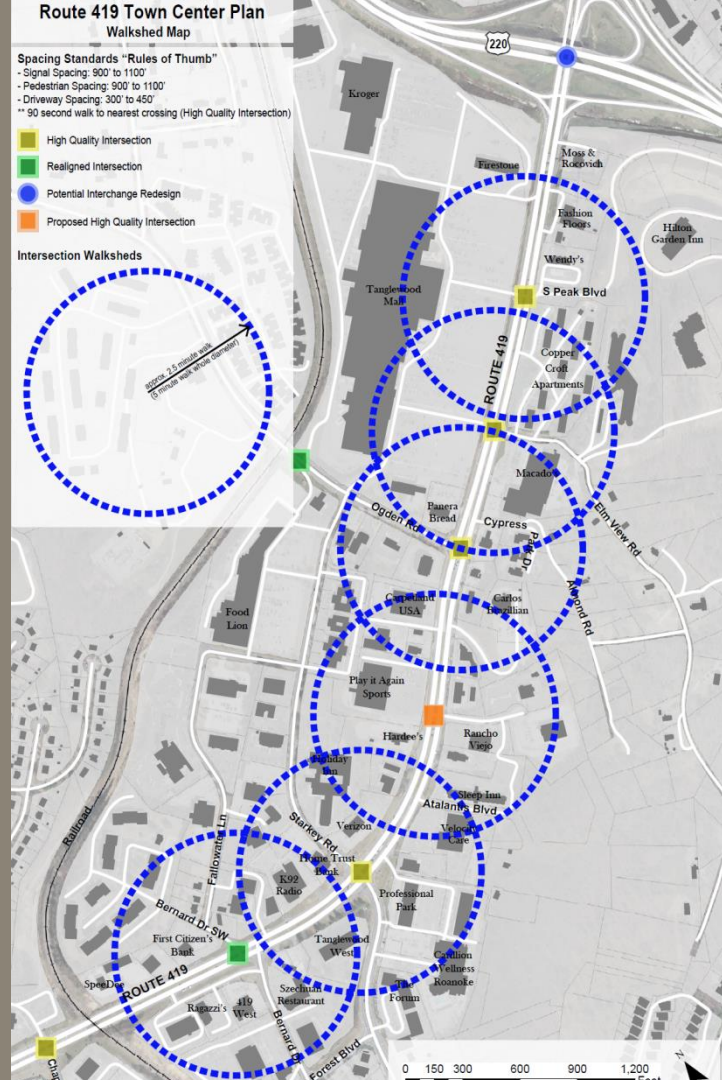 Route 419 Town Center Plan
Walkshed Map
Spacing Standards “Rules of Thumb”
- Signal Spacing: 900' to 1100'
- Pedestrian Spacing: 900' to 1100'
- Driveway Spacing: 300' to 450'
** 90 second walk to nearest crossing (High Quality Intersection)
High Quality Intersection
Realigned Intersection
Potential Interchange Redesign
Proposed High Quality Intersection
Intersection Walksheds
approx. 2.5 minute walk
(5 minute walk whole diameter)
220
Kroger
Firestone
Moss &
Rocovich
Fashion
Floors
Hilton
Garden Inn
Wendy's
Tanglewood
Mall
S Peak Blvd
ROUTE 419
Copper
Croft
Apartments
Macado's
Panera
Bread
Ogden Rd
Cypress
Park Dr
Elm View Rd
Almond Rd
Carpetland
USA
Carlos
Brazillian
Food
Lion
Play it Again
Sports
Hardee's
Rancho
Viejo
Holiday
Inn
Sleep Inn
Atalantis Blvd
Railroad
Starkey Rd
Verizon
Velocity
Care
Fallowater Ln
Home Trust
Bank
K92
Radio
Professional
Park
Bernard Dr SW
First Citizen's
Bank
Tanglewood
West
Carilion
Wellness
Roanoke
SpeeDee
ROUTE 419
Szechuan
Restaurant
The
Forum
Ragazzi's
419
West
Bernard Dr
Forest Blvd
Chap
N
0 150 300 600 900 1,200
Feet